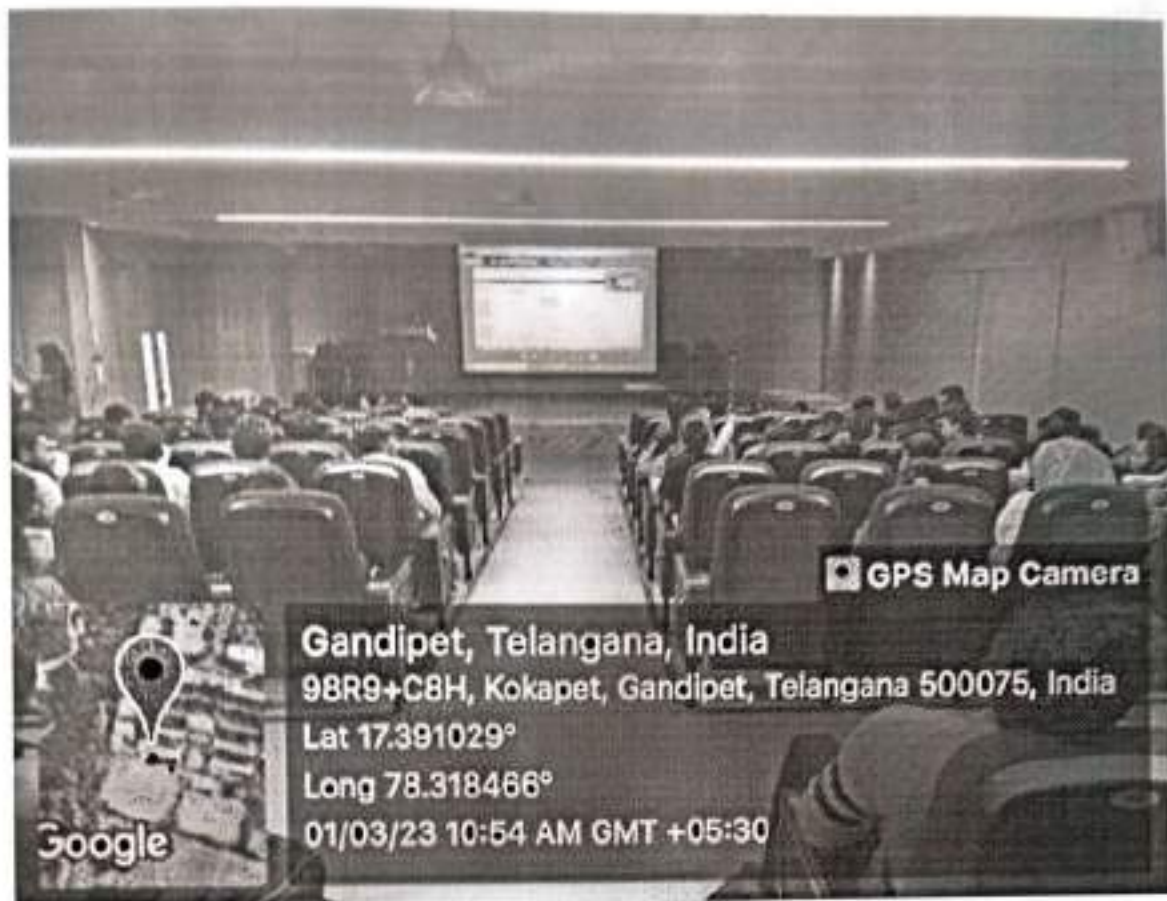 GPS Map Camera
Gandipet, Telangana, India
98R9+C8H, Kokapet, Gandipet, Telangana 500075, India
Lat 17.391029°
Long 78.318466°
01/03/23 10:54 AM GMT +05:30
Google